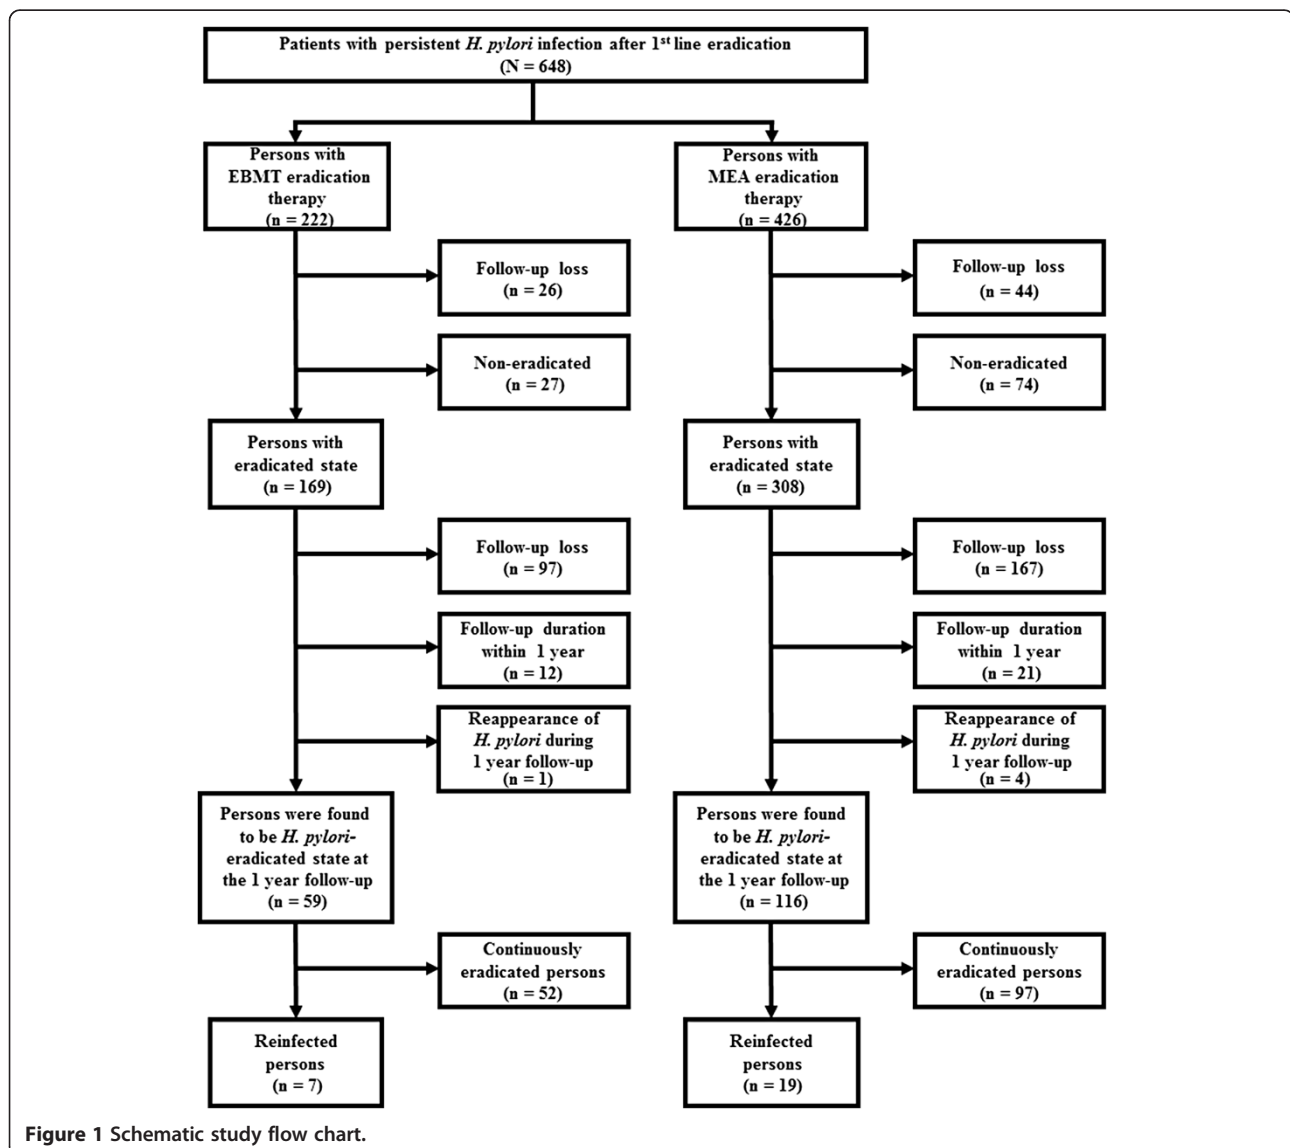 Patients with persistent H. pylori infection after 1st line eradication
(N = 648)
Persons with
EBMT eradication
therapy
(n = 222)
Persons with
MEA eradication
therapy
(n = 426)
Follow-up loss
(n = 26)
Follow-up loss
(n = 44)
Non-eradicated
(n = 27)
Non-eradicated
(n = 74)
Persons with
eradicated state
(n = 169)
Persons with
eradicated state
(n = 308)
Follow-up loss
(n = 97)
Follow-up loss
(n = 167)
Follow-up duration
within 1 year
(n = 12)
Follow-up duration
within 1 year
(n = 21)
Reappearance of
H. pylori during
1 year follow-up
(n = 1)
Reappearance of
H. pylori during
1 year follow-up
(n = 4)
Persons were found
to be H. pylori-
eradicated state at
the 1 year follow-up
(n = 59)
Persons were found
to be H. pylori-
eradicated state at
the 1 year follow-up
(n = 116)
Continuously
eradicated persons
(n = 52)
Continuously
eradicated persons
(n = 97)
Reinfected
persons
(n = 7)
Reinfected
persons
(n = 19)
Figure 1 Schematic study flow chart.